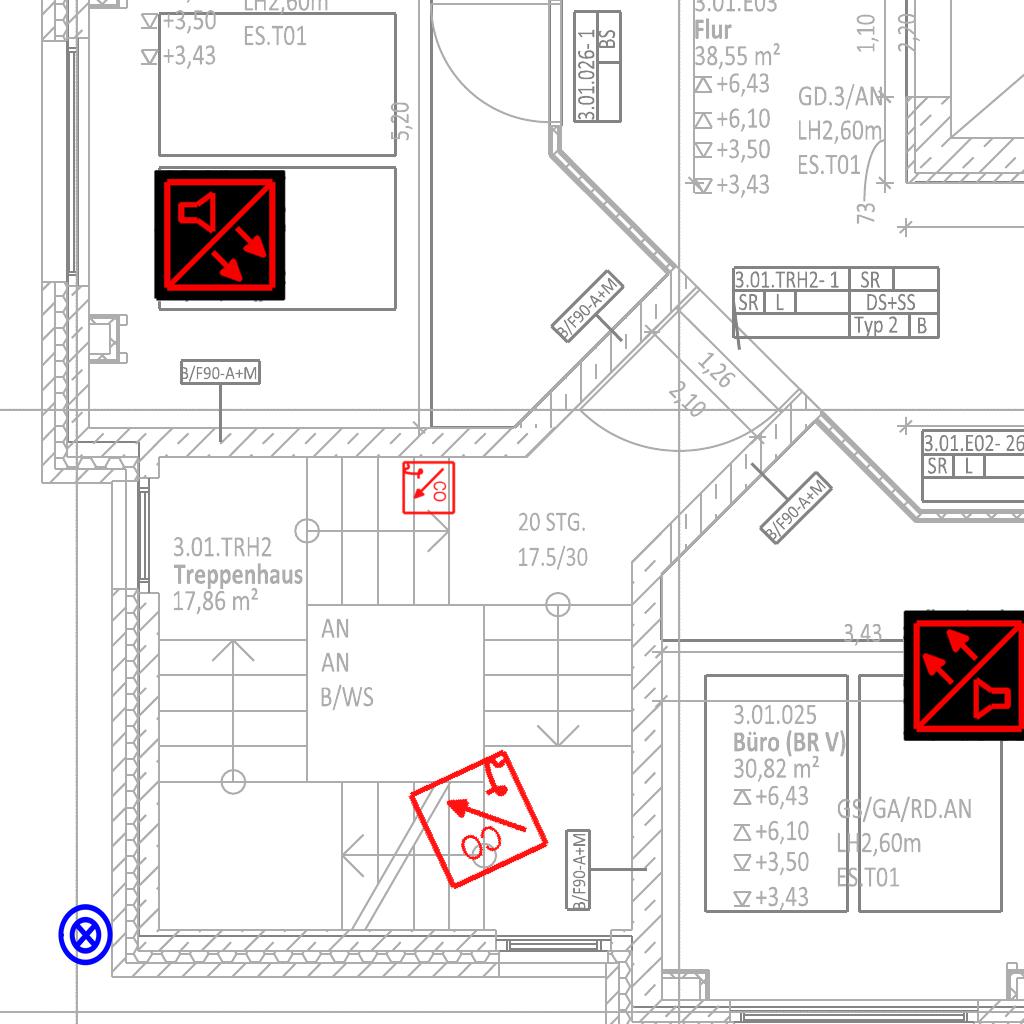 +3,50
+3,43
LH2,60m
ES.T01
5,20
3.01.026- 1
BS
3.01.E03
Flur
38,55 m²
+6,43
+6,10
+3,50
+3,43
GD.3/AN
LH2,60m
ES.T01
1,10
2,20
73
3.01.TRH2- 1
SR
SR
L
DS+SS
Typ 2
B
B/F90-A+M
B/F90-A+M
1,26
2,10
3.01.E02- 26
SR
L
B/F90-A+M
CO
20 STG.
17.5/30
3.01.TRH2
Treppenhaus
17,86 m²
AN
AN
B/WS
3,43
3.01.025
Büro (BR V)
30,82 m²
+6,43
+6,10
+3,50
+3,43
GS/GA/RD.AN
LH2,60m
ES.T01
CO
B/F90-A+M